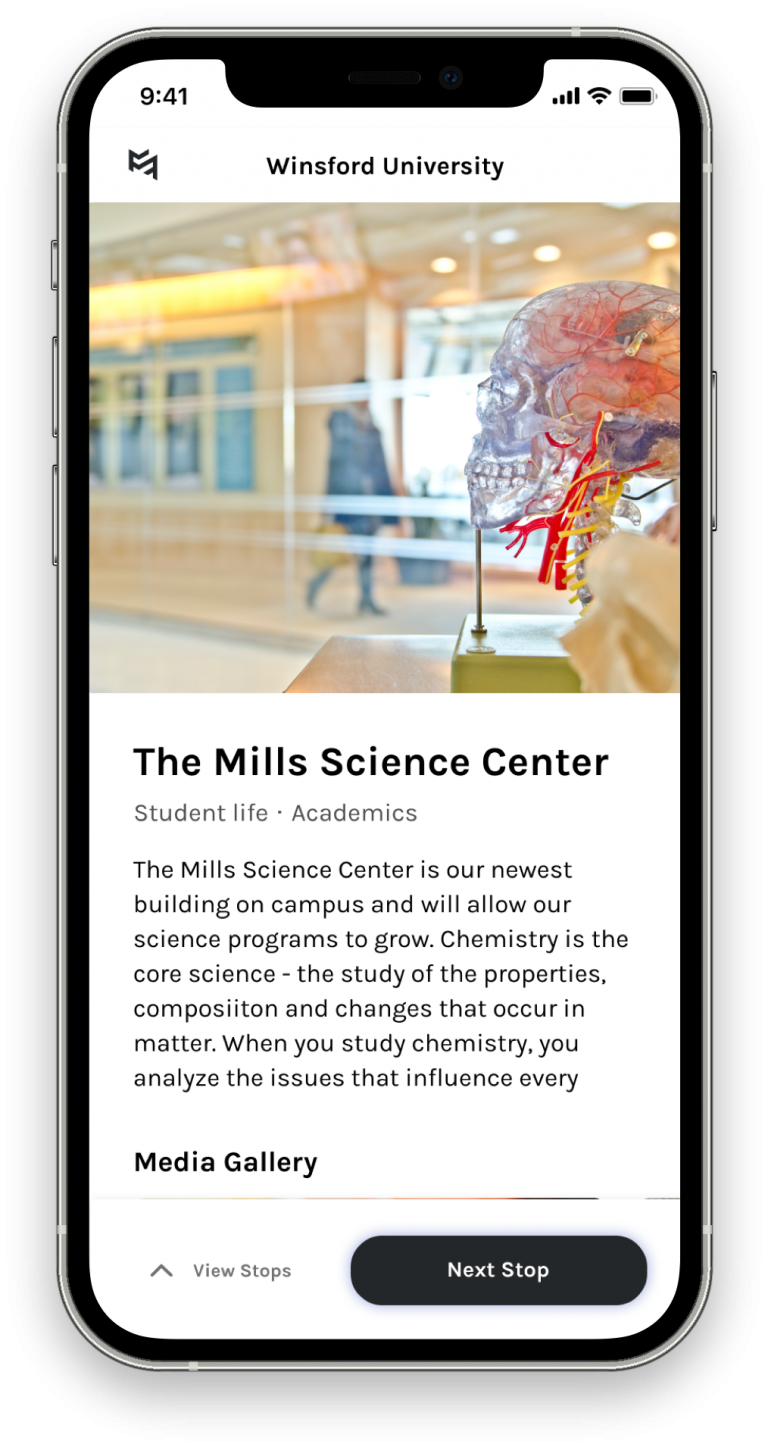 9:41
Winsford University
The Mills Science Center
Student life · Academics
The Mills Science Center is our newest
building on campus and will allow our
science programs to grow. Chemistry is the
core science - the study of the properties,
composiiton and changes that occur in
matter. When you study chemistry, you
analyze the issues that influence every
Media Gallery
View Stops
Next Stop